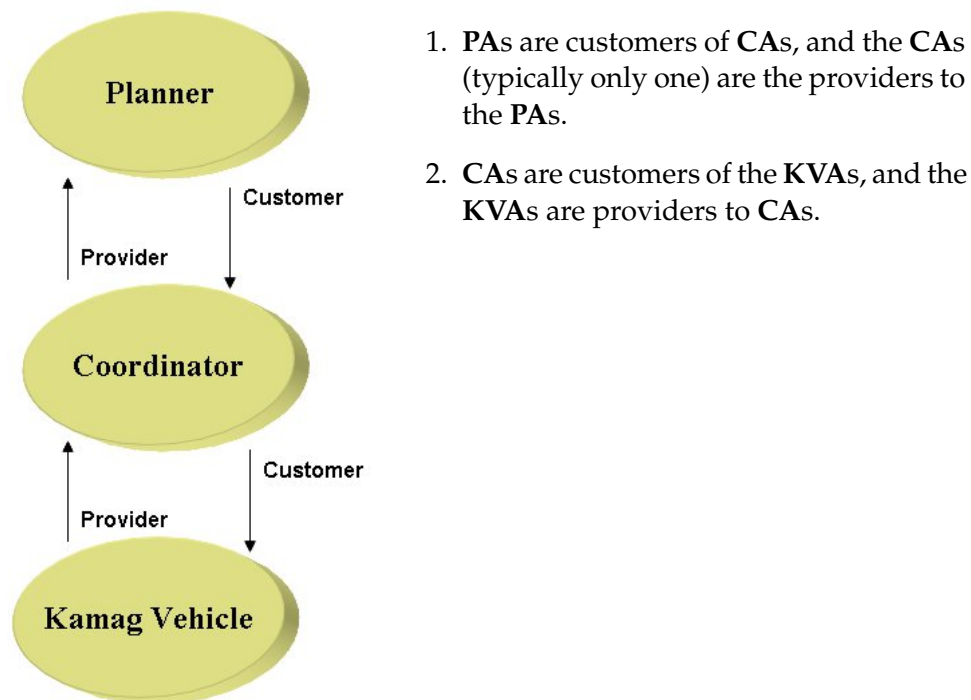 Planner
Customer
Provider
Coordinator
Customer
Provider
Kamag Vehicle
1. PAs are customers of CAs, and the CAs
(typically only one) are the providers to
the PAs.
2. CAs are customers of the KVAs, and the
KVAs are providers to CAs.